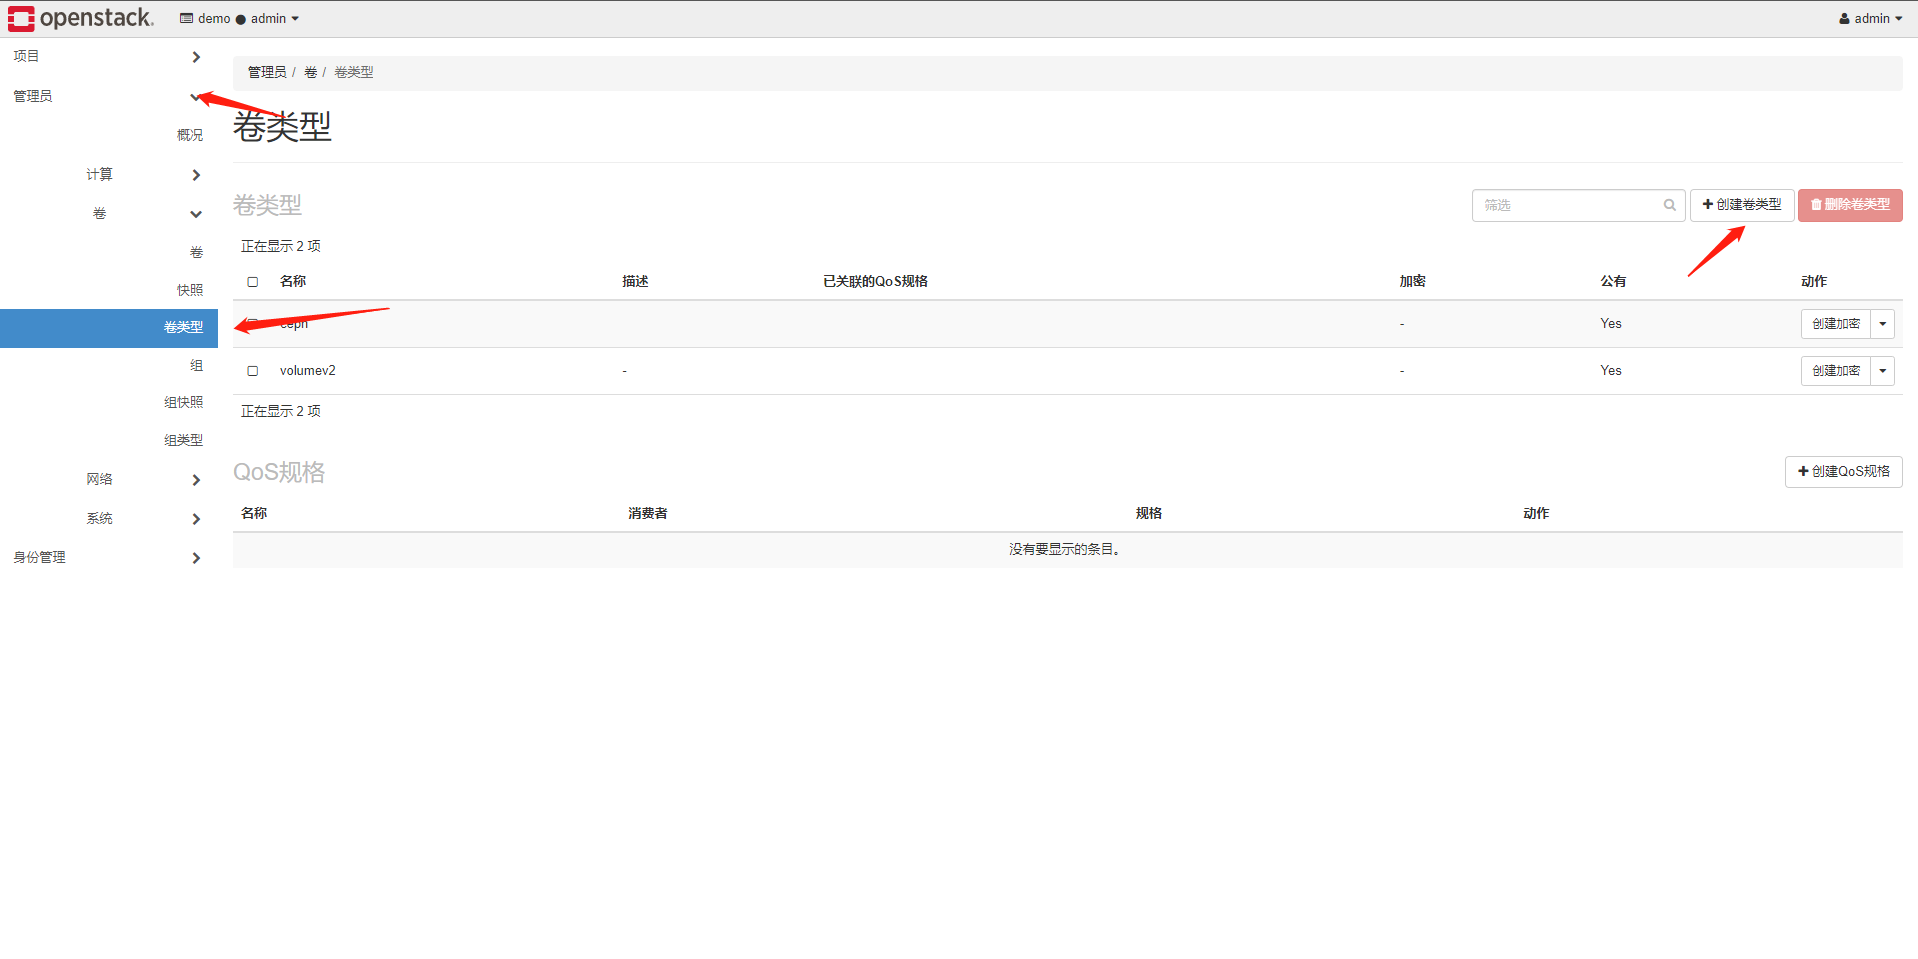 openstack. demo ● admin admin
项目
管理员
概况
计算
卷
卷
快照
卷类型
组
组快照
组类型
网络
系统
身份管理
管理员 / 卷 / 卷类型
卷类型
卷类型
筛选 创建卷类型 删除卷类型
正在显示 2 项
名称 描述 已关联的QoS规格 加密 公有 动作
- Yes 创建加密
volumev2 - - Yes 创建加密
正在显示 2 项
QoS规格 创建QoS规格
名称 消费者 规格 动作
没有要显示的条目。